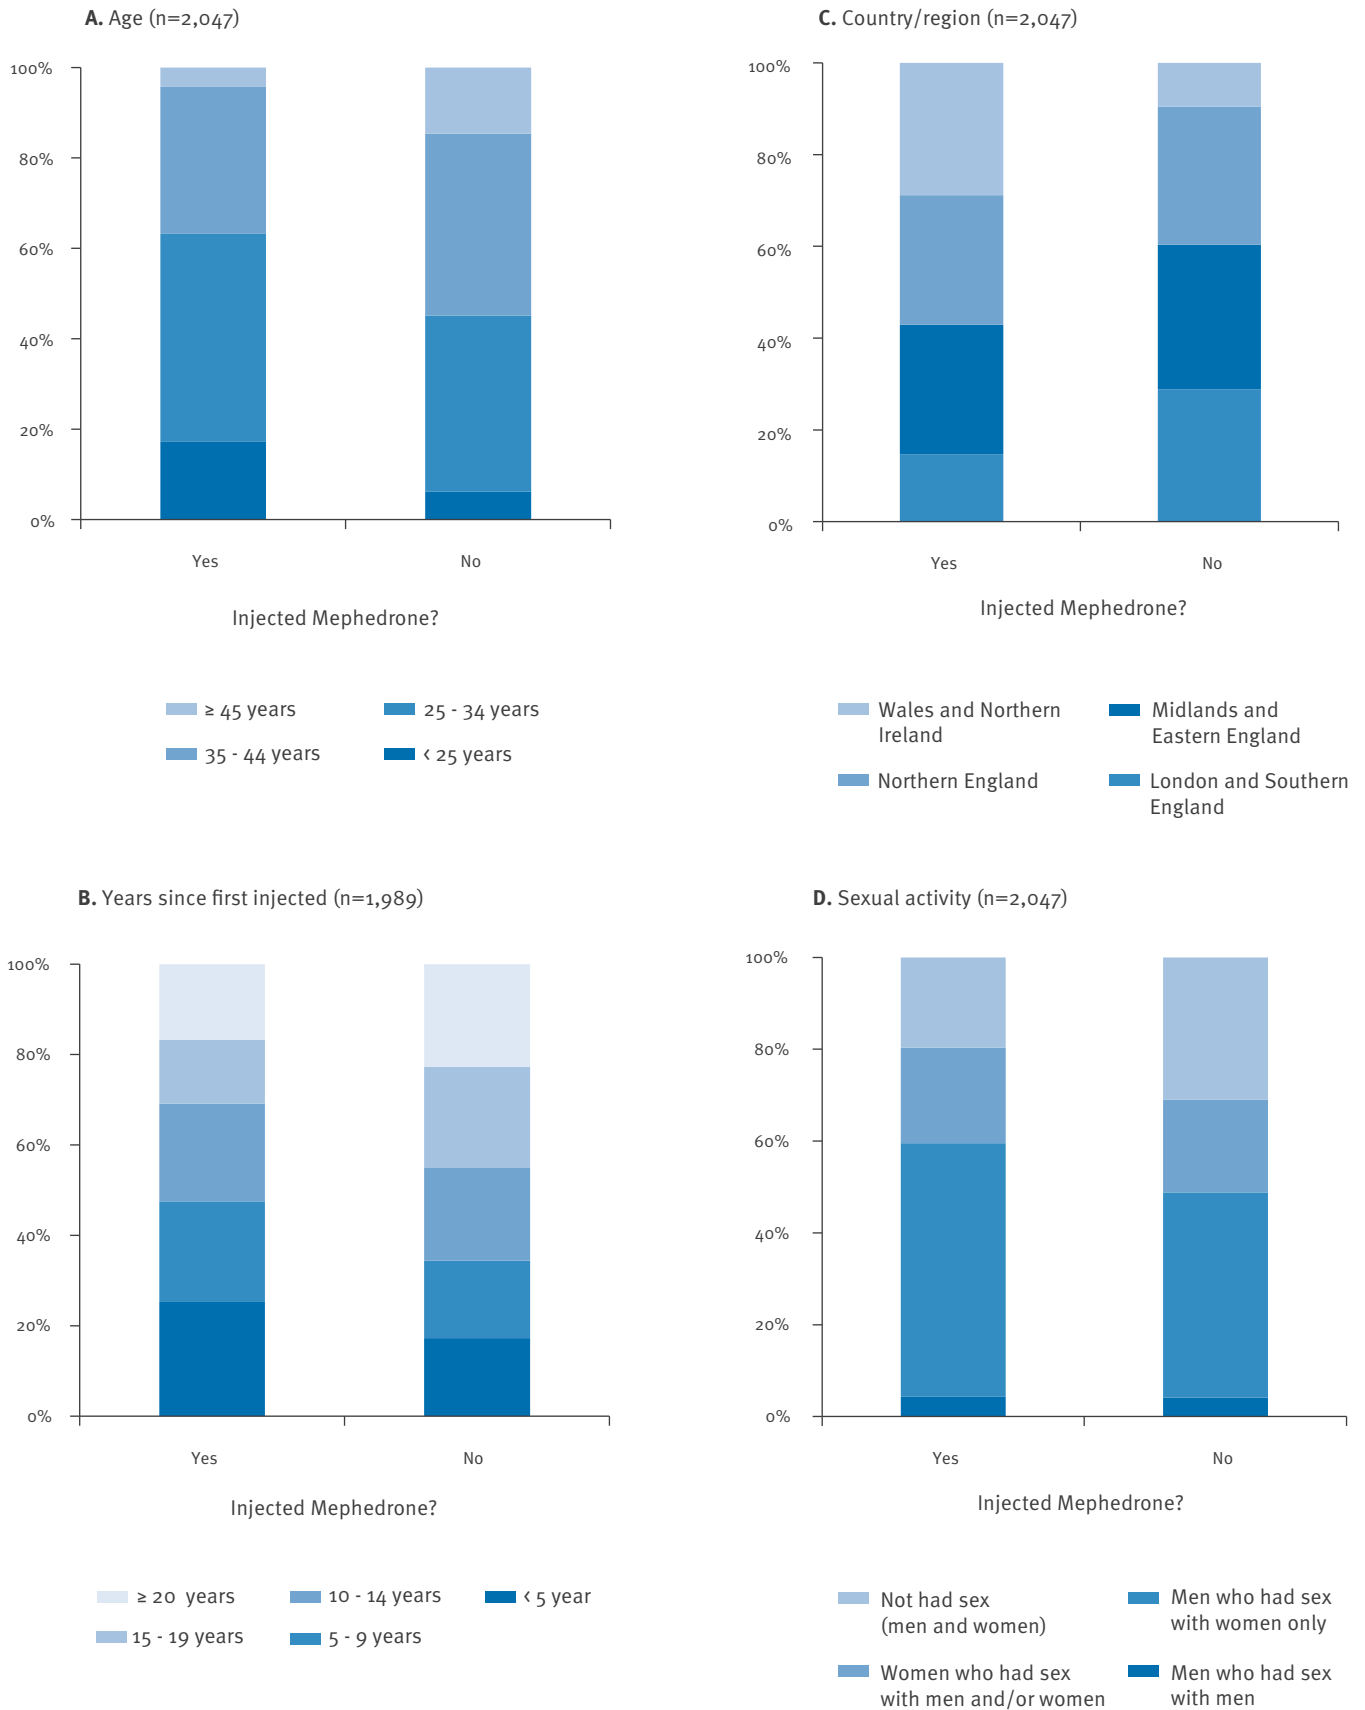 A. Age (n=2,047)
100%
80%
60%
40%
20%
0%
Yes
No
Injected Mephedrone?
≥ 45 years
25 - 34 years
35 - 44 years
< 25 years
C. Country/region (n=2,047)
100%
80%
60%
40%
20%
0%
Yes
No
Injected Mephedrone?
Wales and Northern
Ireland
Midlands and
Eastern England
Northern England
London and Southern
England
B. Years since first injected (n=1,989)
100%
80%
60%
40%
20%
0%
Yes
No
Injected Mephedrone?
≥ 20 years
10 - 14 years
< 5 year
15 - 19 years
5 - 9 years
D. Sexual activity (n=2,047)
100%
80%
60%
40%
20%
0%
Yes
No
Injected Mephedrone?
Not had sex
(men and women)
Men who had sex
with women only
Women who had sex
with men and/or women
Men who had sex
with men